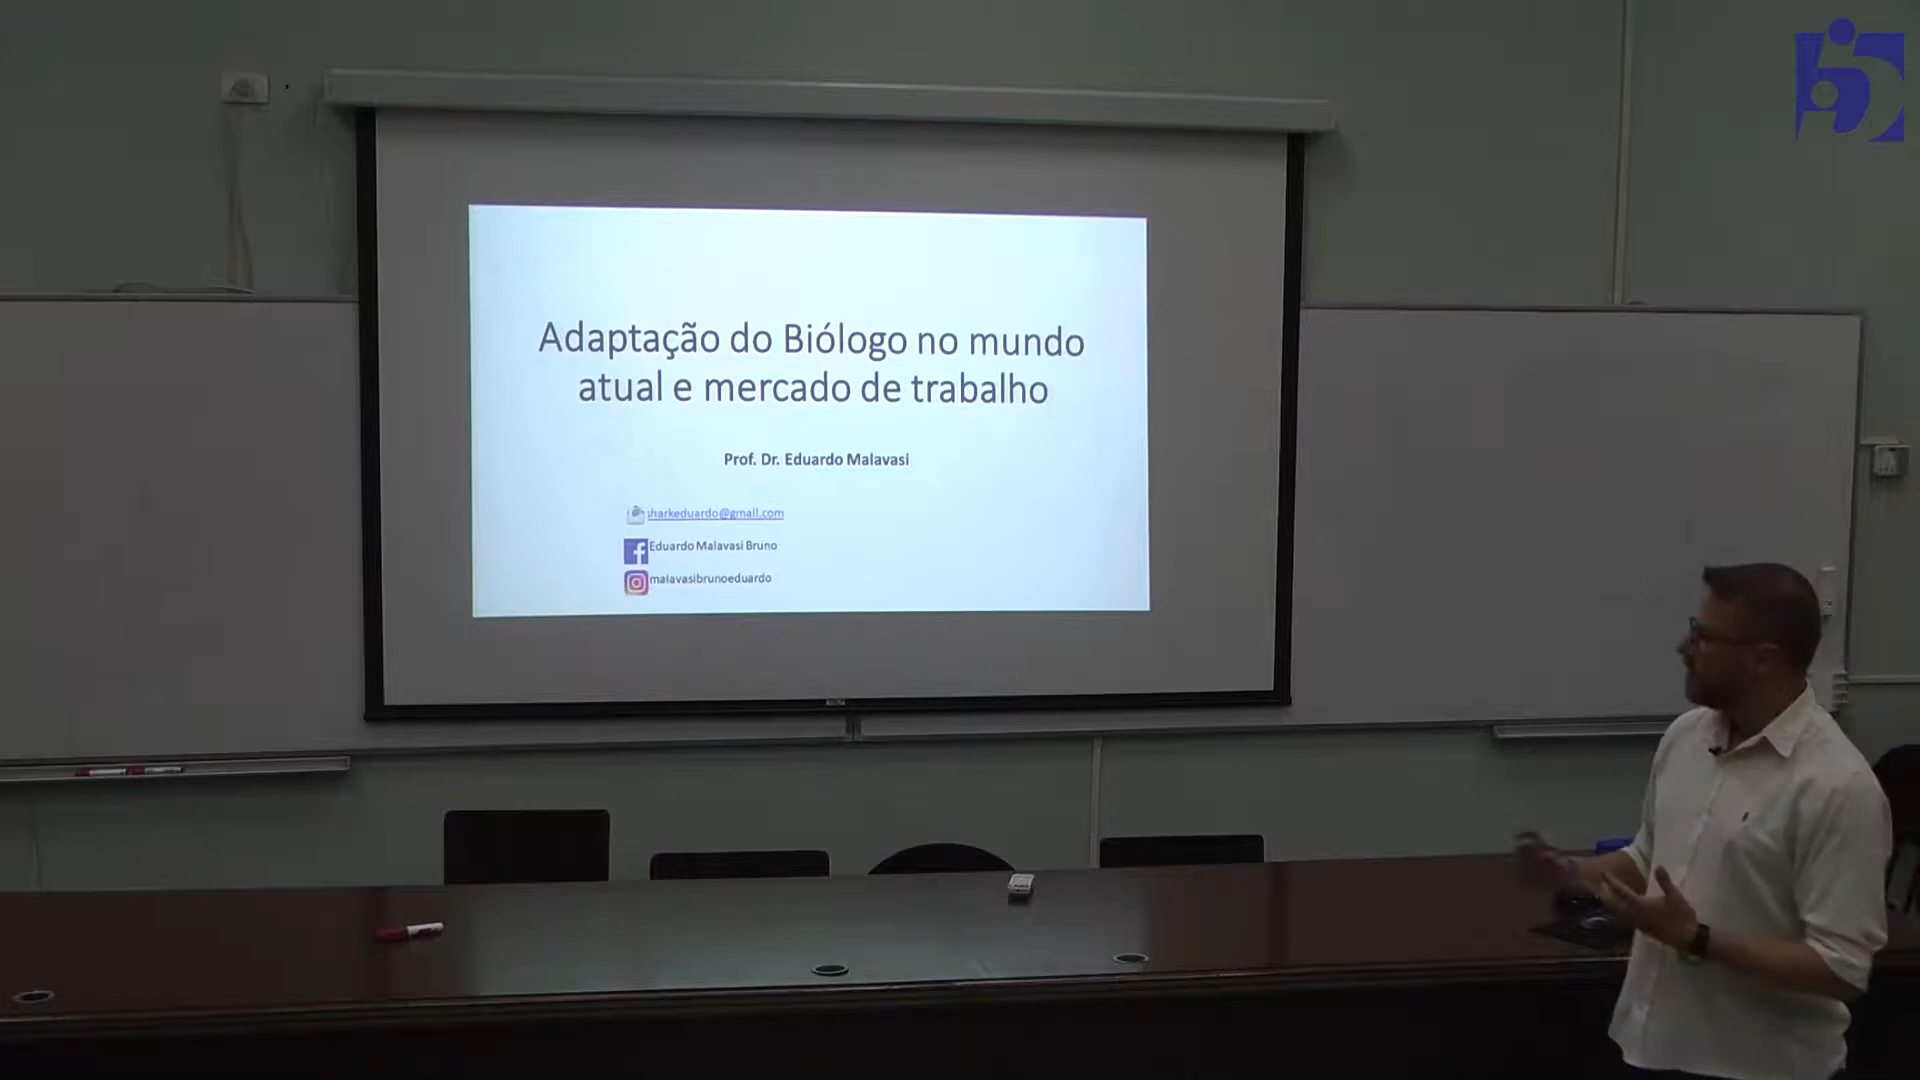 Adaptação do Biólogo no mundo
atual e mercado de trabalho
Prof. Dr. Eduardo Malavasi
sharkeduardo@gmail.com
Eduardo Malavasi Bruno
malavasibrunoeduardo